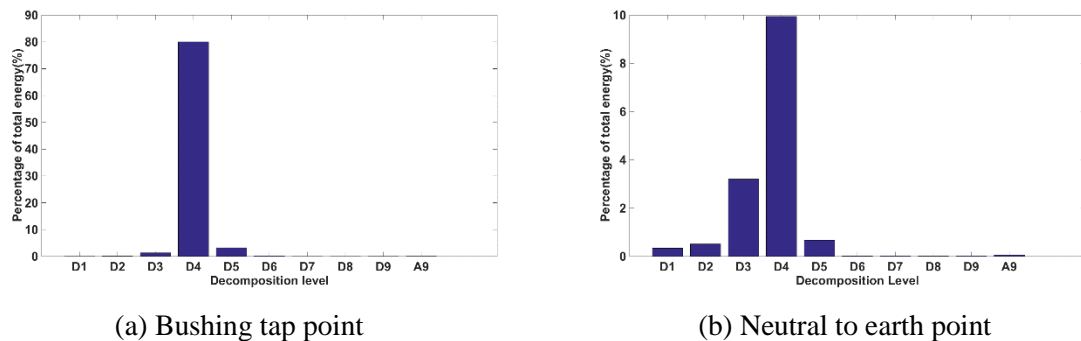 Percentage of total energy(%)
90
80
70
60
50
40
30
20
10
0
D1 D2 D3 D4 D5 D6 D7 D8 D9 A9
Decomposition level
(a) Bushing tap point
Percentage of total energy(%)
10
8
6
4
2
0
D1 D2 D3 D4 D5 D6 D7 D8 D9 A9
Decomposition Level
(b) Neutral to earth point